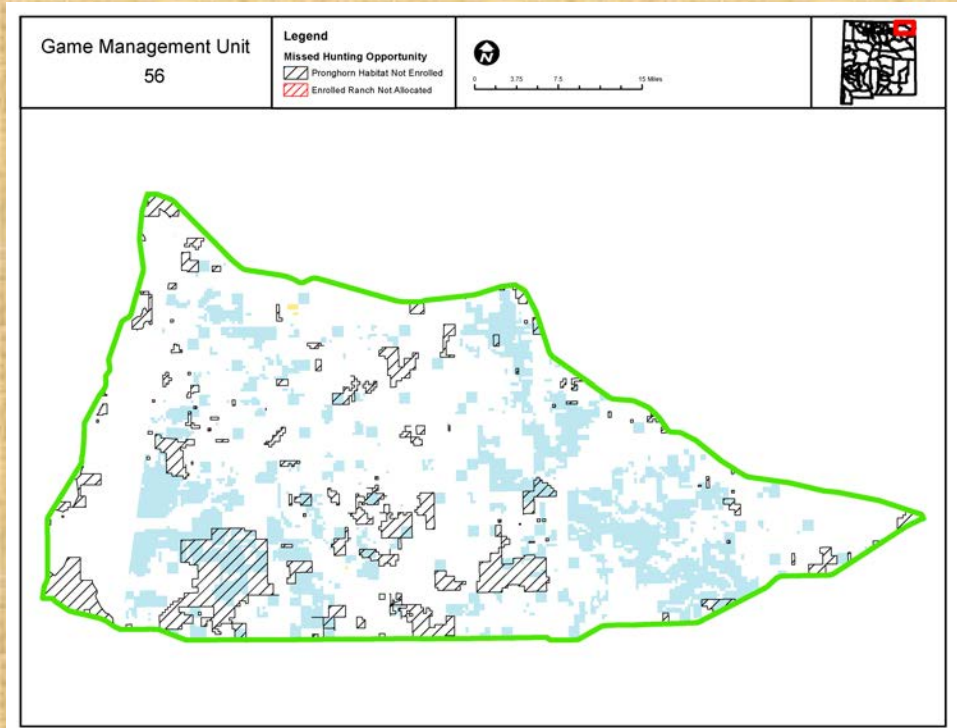 Game Management Unit
56
Legend
Missed Hunting Opportunity
Pronghorn Habitat Not Enrolled
Enrolled Ranch Not Allocated
N
0 3.75 7.5 15 Miles